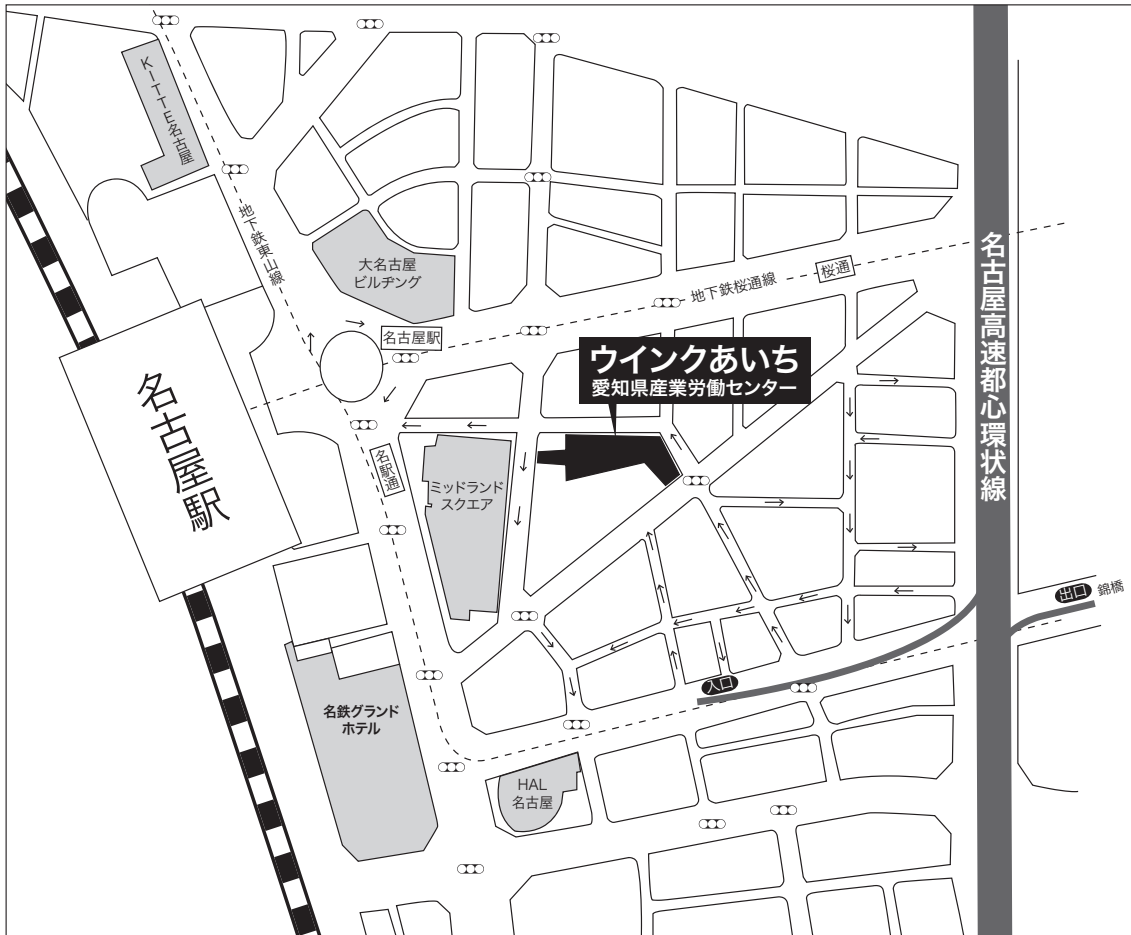 KITTE名古屋
地下鉄東山線
大名古屋
ビルヂング
名古屋駅
地下鉄桜通線
桜通
名古屋高速都心環状線
ウインクあいち
愛知県産業労働センター
名古屋駅
名駅通
ミッドランド
スクエア
出口
錦橋
入口
名鉄グランド
ホテル
HAL
名古屋